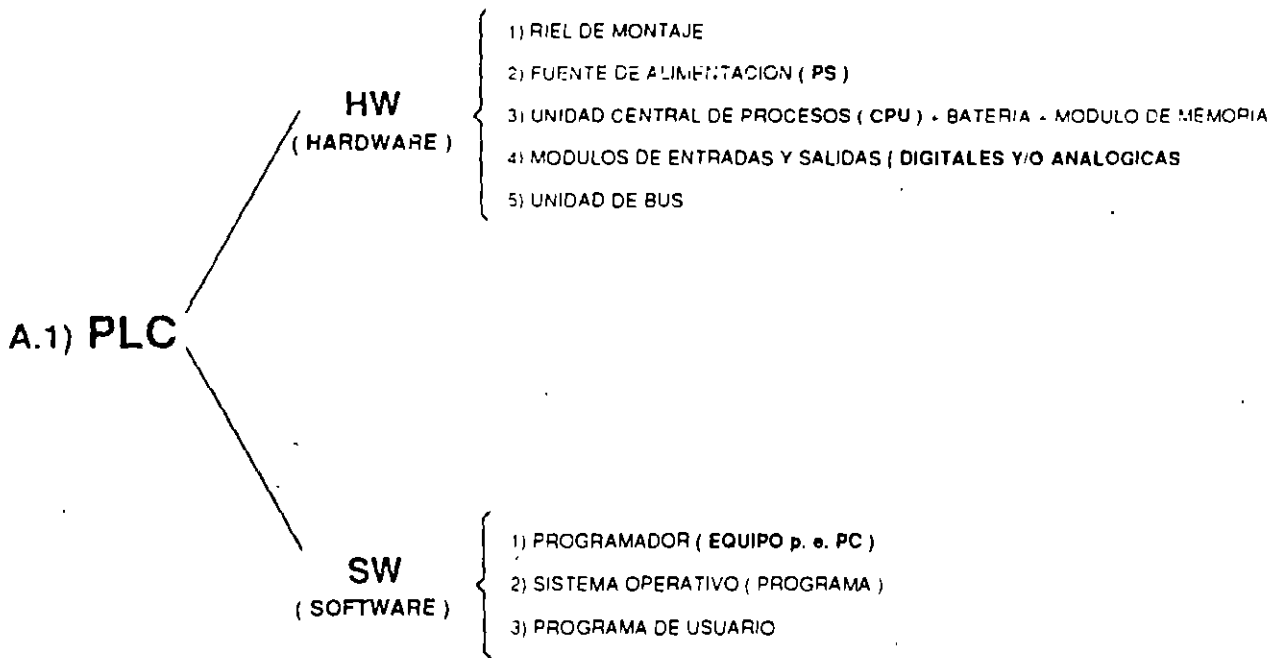 HW
( HARDWARE )
1) RIEL DE MONTAJE
2) FUENTE DE ALIMENTACION ( PS )
3) UNIDAD CENTRAL DE PROCESOS ( CPU ) + BATERIA + MODULO DE MEMORIA
4) MODULOS DE ENTRADAS Y SALIDAS ( DIGITALES Y/O ANALOGICAS
5) UNIDAD DE BUS
A.1) PLC
SW
( SOFTWARE )
1) PROGRAMADOR ( EQUIPO p. e. PC )
2) SISTEMA OPERATIVO ( PROGRAMA )
3) PROGRAMA DE USUARIO